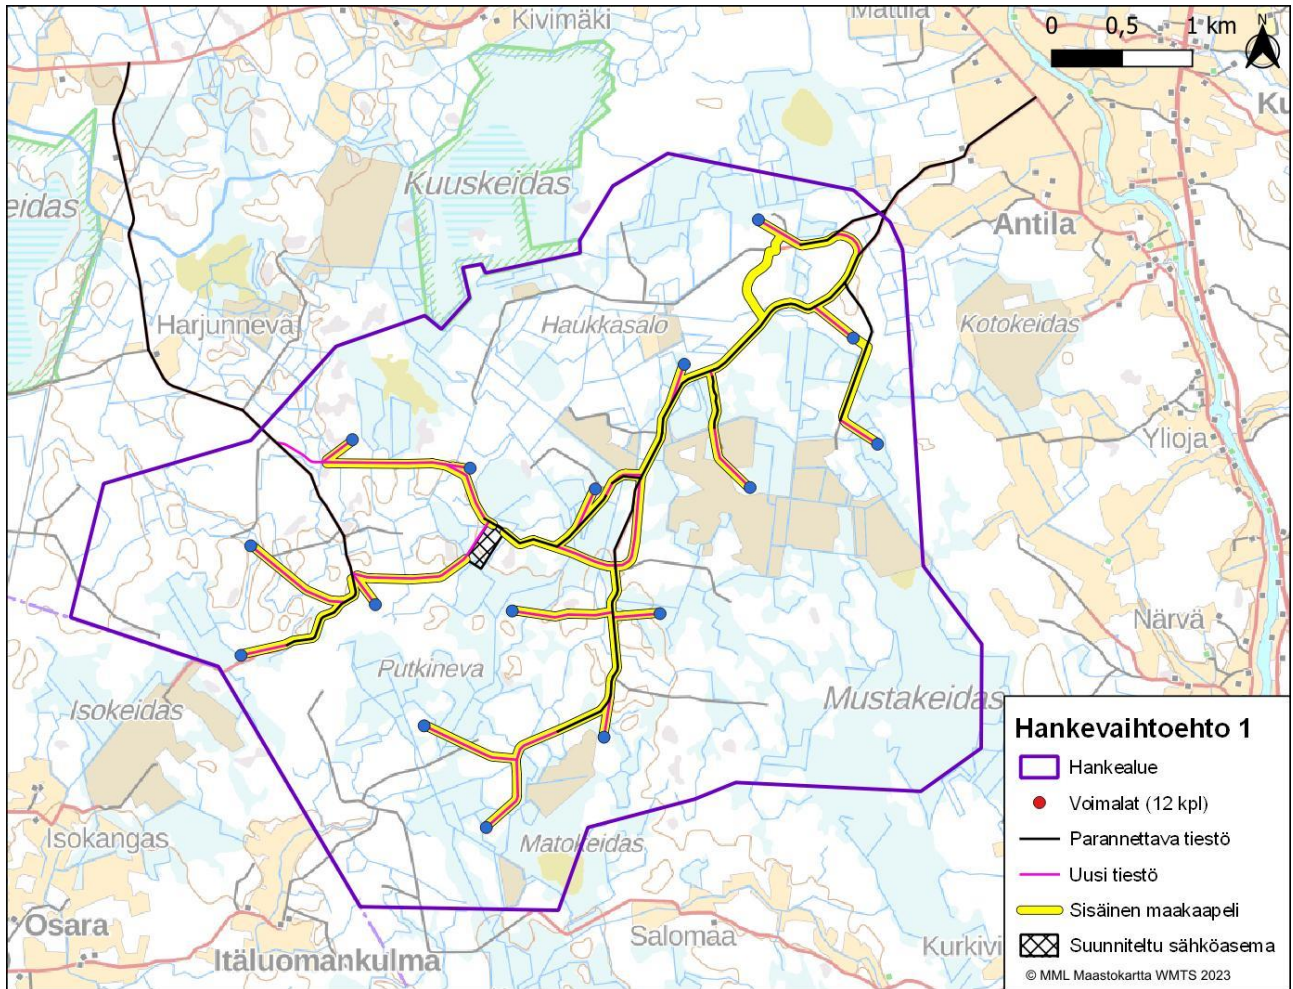 Kivimäki
Mattila
0 0,5 1 km
N
Ku
Kuuskeidas
eidas
Antila
Harjunneva
Haukkasalo
Kotokeidas
Ylioja
Närvä
Putkineva
Mustakeidas
Isokeidas
Isokangas
Matokeidas
Osara
Itäluomankulma
Salomaa
Kurkivi
Hankevaihtoehto 1
Hankealue
Voimalat (12 kpl)
Parannettava tiestö
Uusi tiestö
Sisäinen maakaapeli
Suunniteltu sähköasema
© MML Maastokartta WMTS 2023